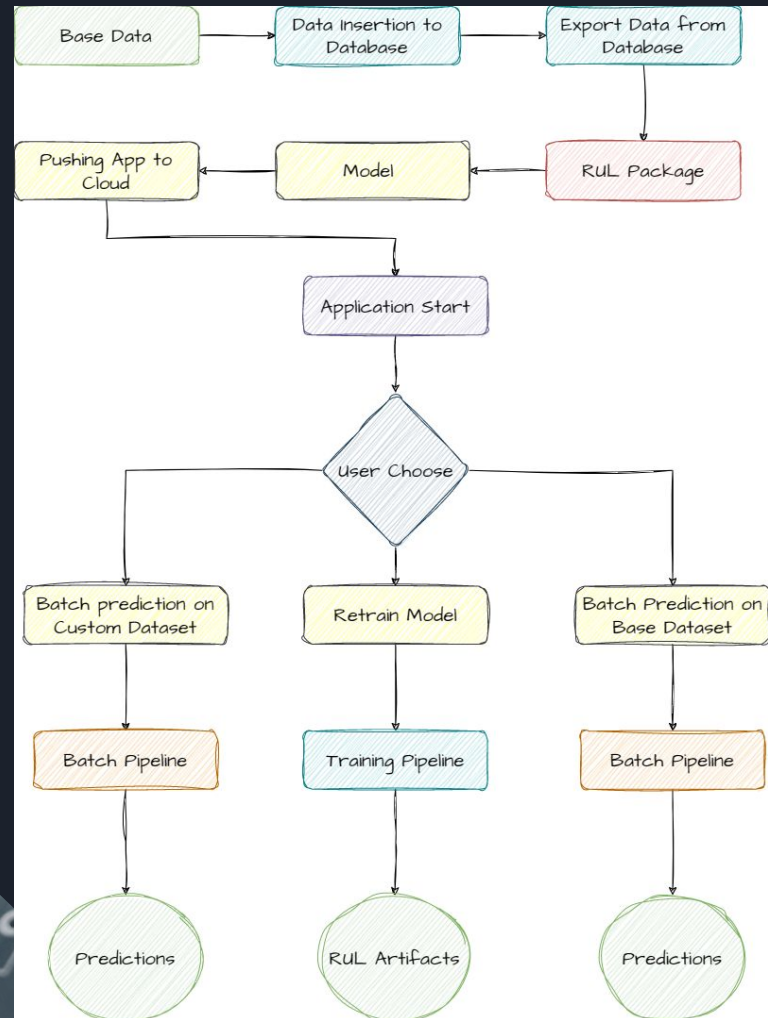 Base Data
Data Insertion to
Database
Export Data from
Database
Pushing App to
Cloud
Model
RUL Package
Application Start
User Choose
Batch prediction on
Custom Dataset
Retrain Model
Batch Prediction on
Base Dataset
Batch Pipeline
Training Pipeline
Batch Pipeline
Predictions
RUL Artifacts
Predictions